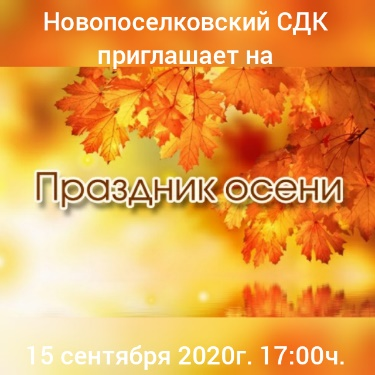 Новопоселковский СДК
приглашает на
Праздник осени
15 сентября 2020г. 17:00ч.